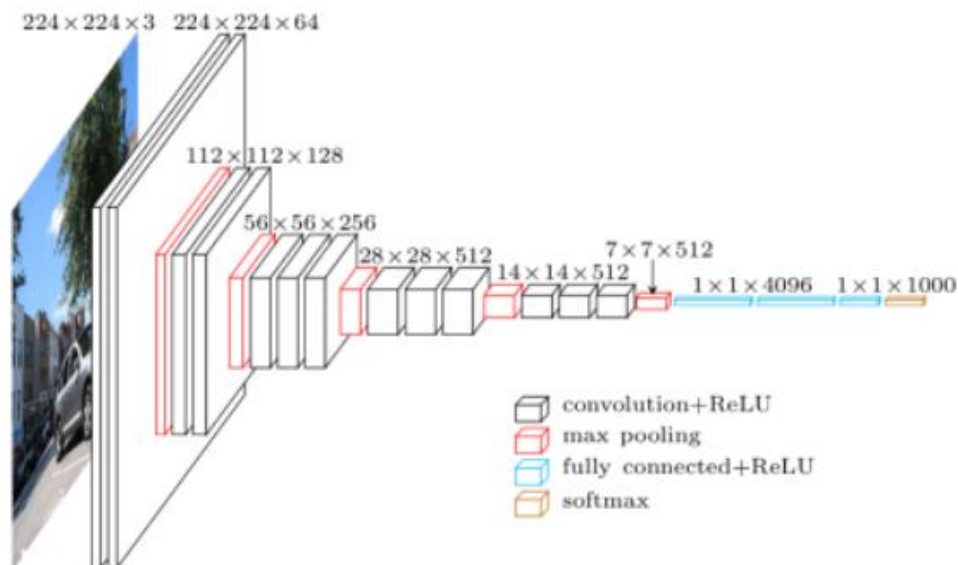 224×224×3
224×224×64
112×112×128
56×56×256
28×28×512
14×14×512
7×7×512
1×1×4096
1×1×1000
convolution+ReLU
max pooling
fully connected+ReLU
softmax